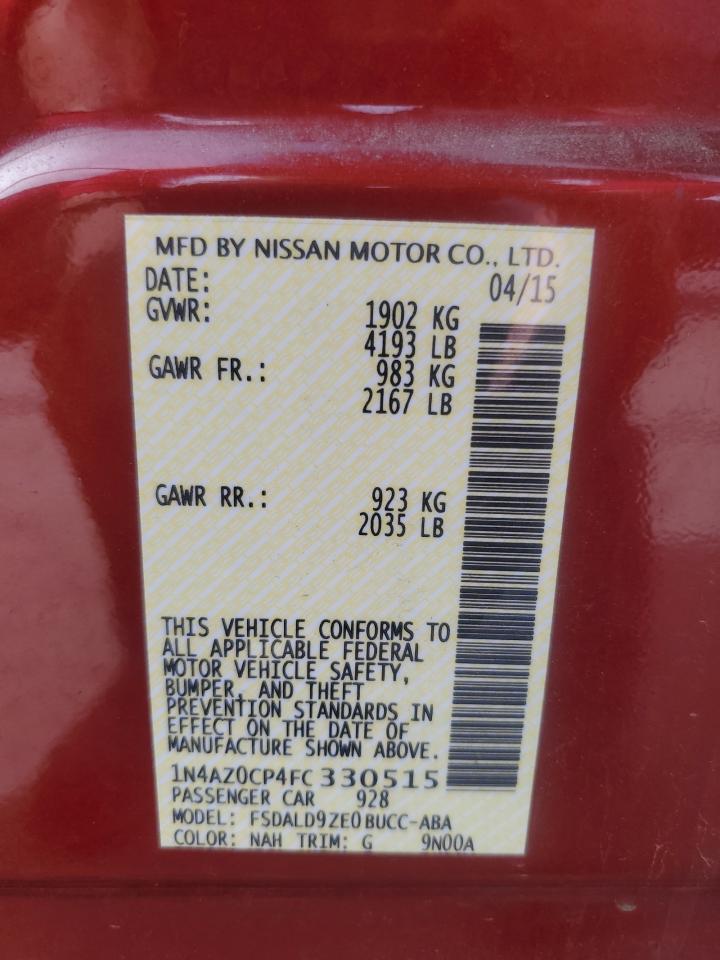 MFD BY NISSAN MOTOR CO., LTD.
DATE: 04/15
GVWR: 1902 KG
4193 LB
GAWR FR.: 983 KG
2167 LB
GAWR RR.: 923 KG
2035 LB
THIS VEHICLE CONFORMS TO
ALL APPLICABLE FEDERAL
MOTOR VEHICLE SAFETY,
BUMPER, AND THEFT
PREVENTION STANDARDS IN
EFFECT ON THE DATE OF
MANUFACTURE SHOWN ABOVE.
1N4AZ0CP4FC330515
PASSENGER CAR 928
MODEL: FSDALD9ZE0BUCC-ABA
COLOR: NAH TRIM: G 9N00A